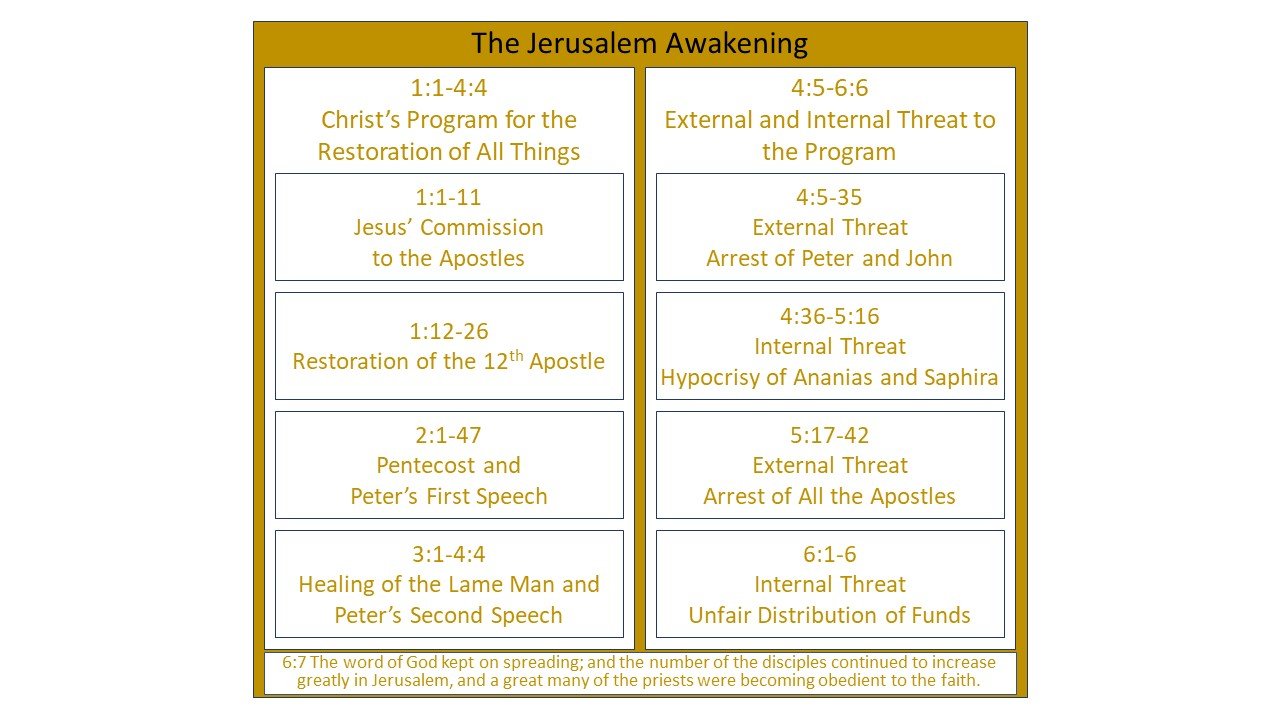 The Jerusalem Awakening
1:1-4:4
Christ’s Program for the
Restoration of All Things
1:1-11
Jesus’ Commission
to the Apostles
1:12-26
Restoration of the 12th Apostle
2:1-47
Pentecost and
Peter’s First Speech
3:1-4:4
Healing of the Lame Man and
Peter’s Second Speech
4:5-6:6
External and Internal Threat to
the Program
4:5-35
External Threat
Arrest of Peter and John
4:36-5:16
Internal Threat
Hypocrisy of Ananias and Saphira
5:17-42
External Threat
Arrest of All the Apostles
6:1-6
Internal Threat
Unfair Distribution of Funds
6:7 The word of God kept on spreading; and the number of the disciples continued to increase
greatly in Jerusalem, and a great many of the priests were becoming obedient to the faith.